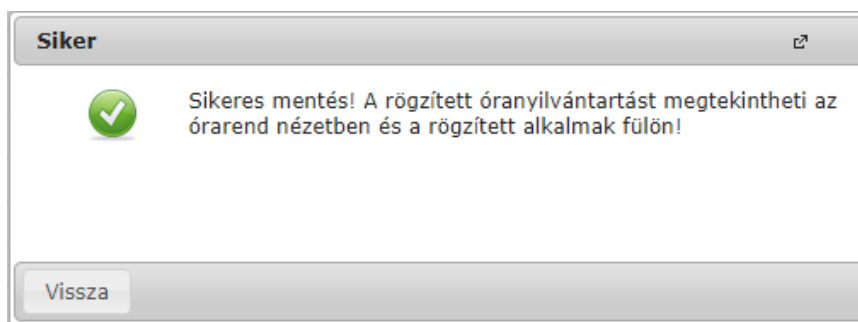 Siker
Sikeres mentés! A rögzített óranyilvántartást megtekintheti az
órarend nézetben és a rögzített alkalmak fülön!
Vissza